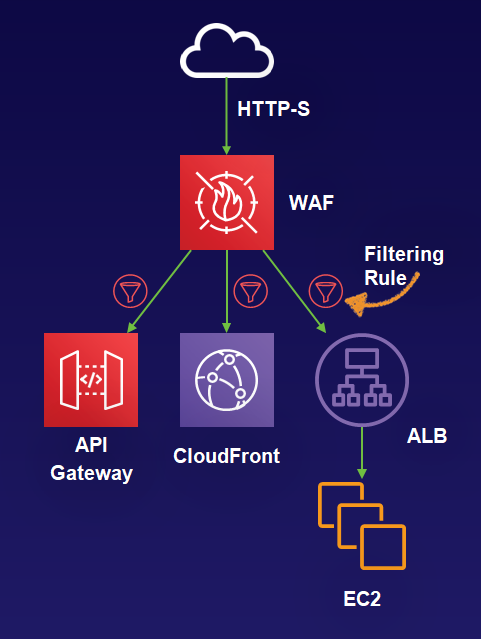 HTTP-S
WAF
Filtering
Rule
</>
API
Gateway
CloudFront
ALB
EC2